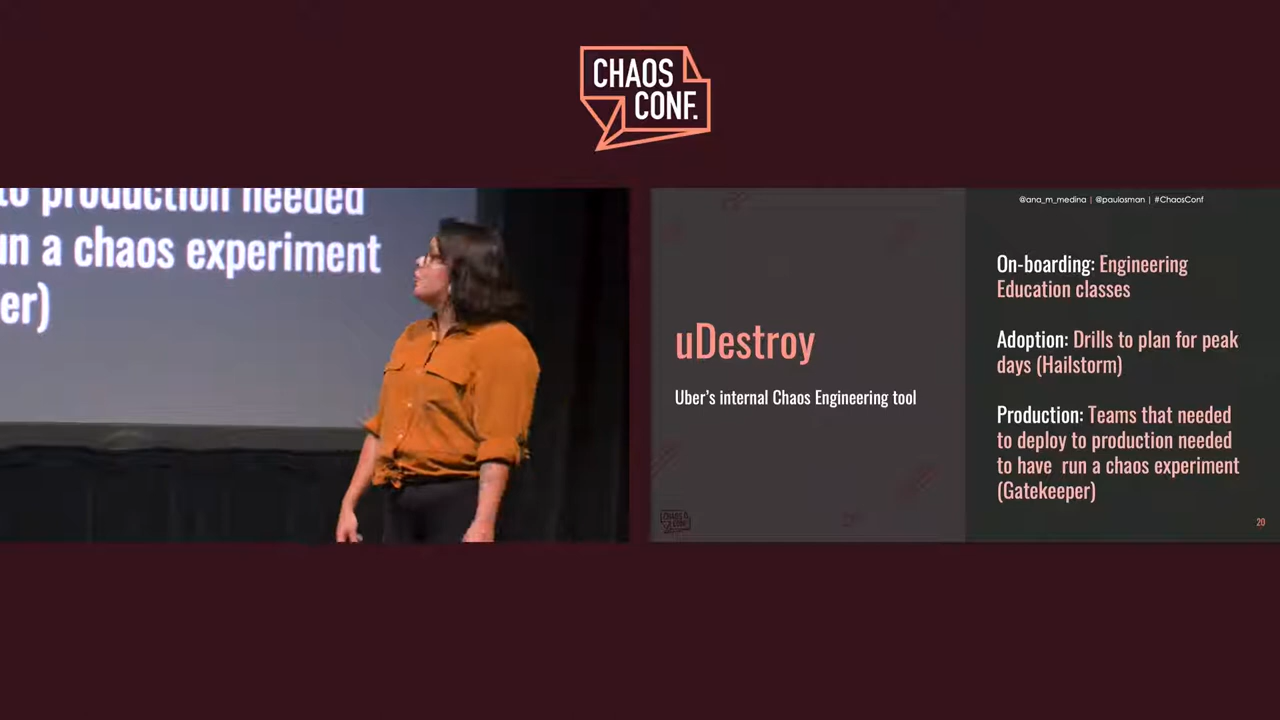 CHAOS
CONF.
to production needed
un a chaos experiment
er)
@ana_m_medina | @paulosman | #ChaosConf
uDestroy
Uber's internal Chaos Engineering tool
On-boarding: Engineering
Education classes
Adoption: Drills to plan for peak
days (Hailstorm)
Production: Teams that needed
to deploy to production needed
to have run a chaos experiment
(Gatekeeper)
CHAOS
CONF.
20